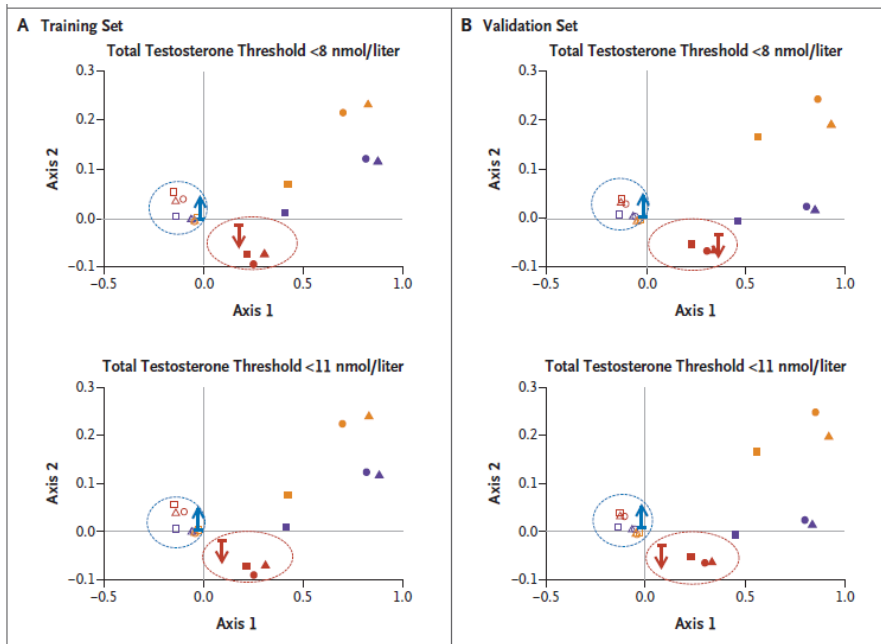 A Training Set
Total Testosterone Threshold <8 nmol/liter
0.3
0.2
0.1
0.0
−0.1
−0.5
0.0
0.5
1.0
Axis 2
Axis 1
Total Testosterone Threshold <11 nmol/liter
0.3
0.2
0.1
0.0
−0.1
−0.5
0.0
0.5
1.0
Axis 2
Axis 1
B Validation Set
Total Testosterone Threshold <8 nmol/liter
0.3
0.2
0.1
0.0
−0.1
−0.5
0.0
0.5
1.0
Axis 2
Axis 1
Total Testosterone Threshold <11 nmol/liter
0.3
0.2
0.1
0.0
−0.1
−0.5
0.0
0.5
1.0
Axis 2
Axis 1